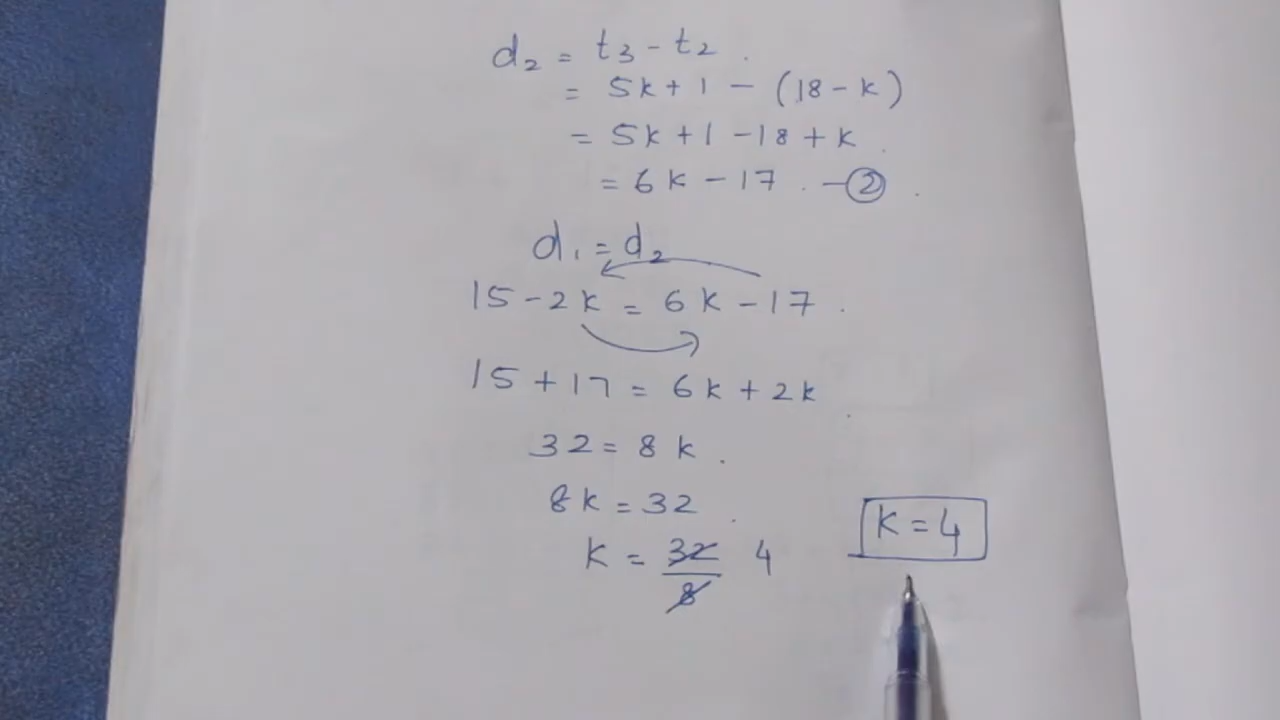 d₂ = t₃ - t₂
= 5k + 1 - (18 - k)
= 5k + 1 - 18 + k
= 6k - 17 - ②
d₁ = d₂
15 - 2k = 6k - 17
15 + 17 = 6k + 2k
32 = 8k
8k = 32
k = 32/8 4
k = 4